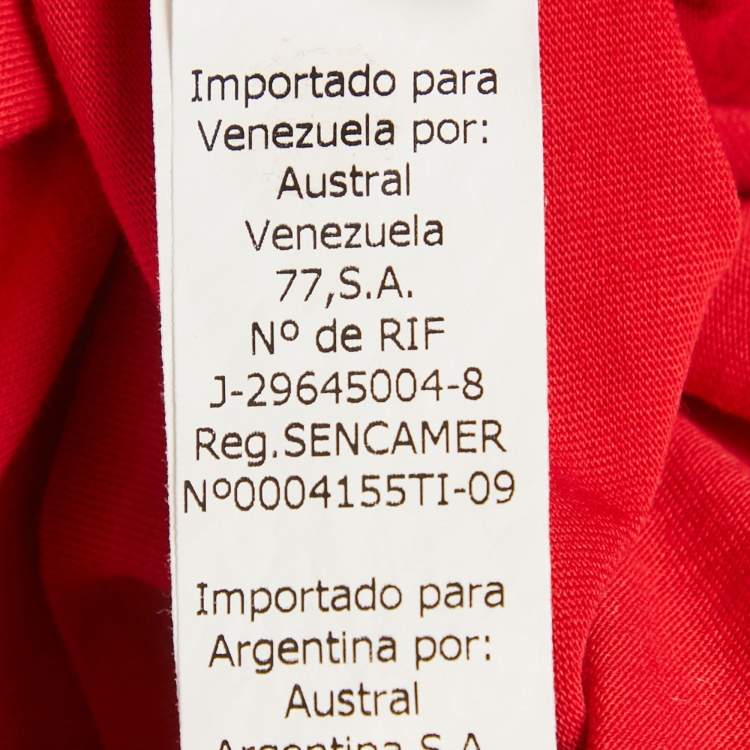 Importado para
Venezuela por:
Austral
Venezuela
77,S.A.
Nº de RIF
J-29645004-8
Reg.SENCAMER
Nº0004155TI-09
Importado para
Argentina por:
Austral
Argentina S.A.